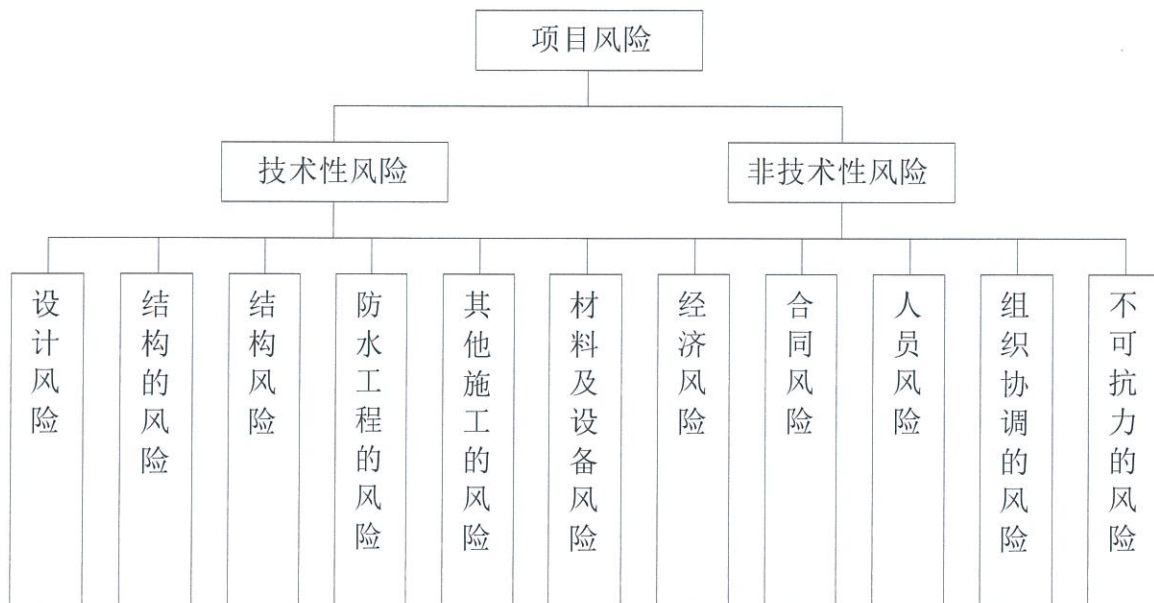 项目风险
技术性风险
非技术性风险
设计风险
结构的风险
结构风险
防水工程的风险
其他施工的风险
材料及设备风险
经济风险
合同风险
人员风险
组织协调的风险
不可抗力的风险